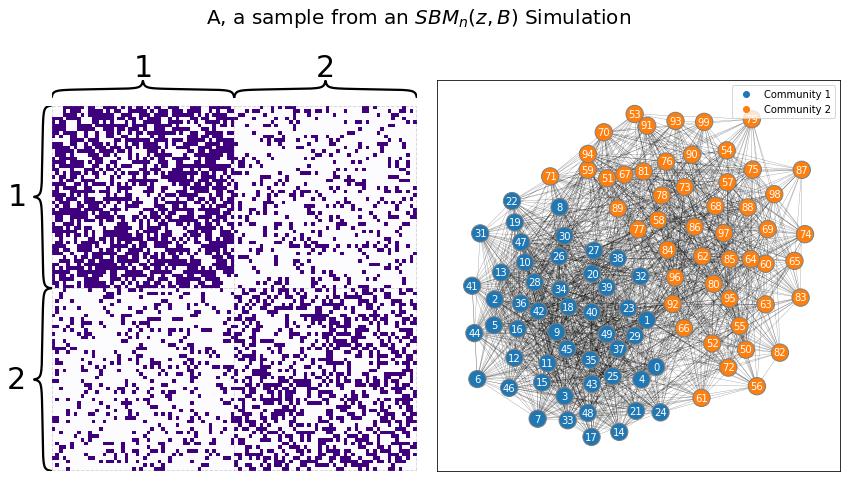 A, a sample from an $SBM_n(z, B)$ Simulation
1 2
1
2
Community 1
Community 2
53 91 93 99 79
70
94 76 90 54
59 51 67 81 75 87
71 73 57
22 8 89 78 68 88 98
19 58
31 47 30 77 86 97 69 74
26 27 38 84
10 62 85 64 60 65
13 28 20 32 96 80
41 34 39
2 36 18 92 95 63 83
42 40 23 1
5 16 9 49 29 66 55
44
45 37 52 50 82
12 11 35 0 72
6 15 43 25 4
46 56
3 61
7 33 48 21 24
17 14